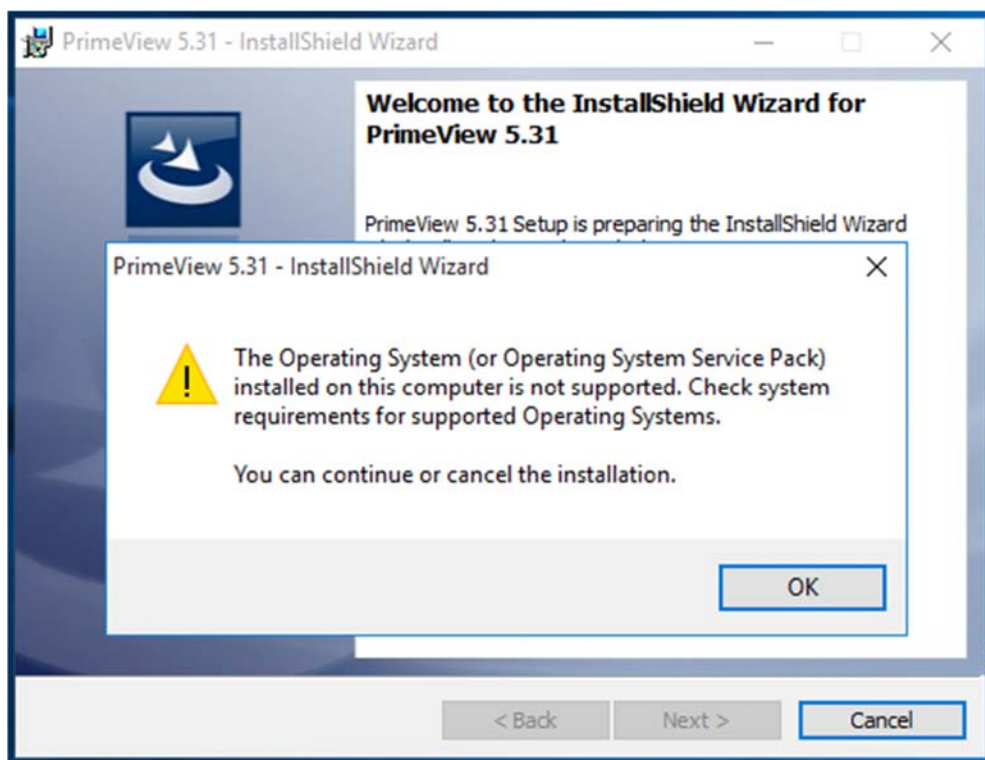 PrimeView 5.31 - InstallShield Wizard
Welcome to the InstallShield Wizard for
PrimeView 5.31
PrimeView 5.31 Setup is preparing the InstallShield Wizard
PrimeView 5.31 - InstallShield Wizard
The Operating System (or Operating System Service Pack)
installed on this computer is not supported. Check system
requirements for supported Operating Systems.
You can continue or cancel the installation.
OK
< Back
Next >
Cancel